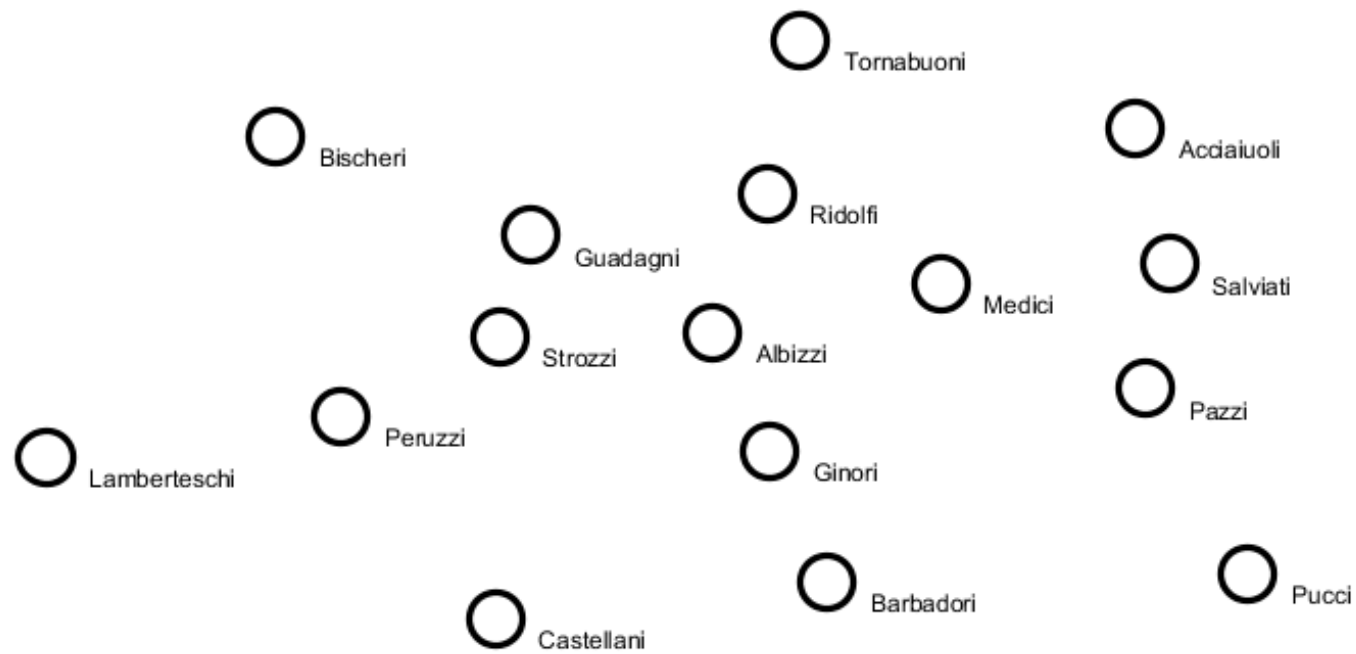 Tornabuoni
Acciaiuoli
Bischeri
Ridolfi
Guadagni
Salviati
Medici
Strozzi
Albizzi
Pazzi
Peruzzi
Ginori
Lamberteschi
Pucci
Barbadori
Castellani